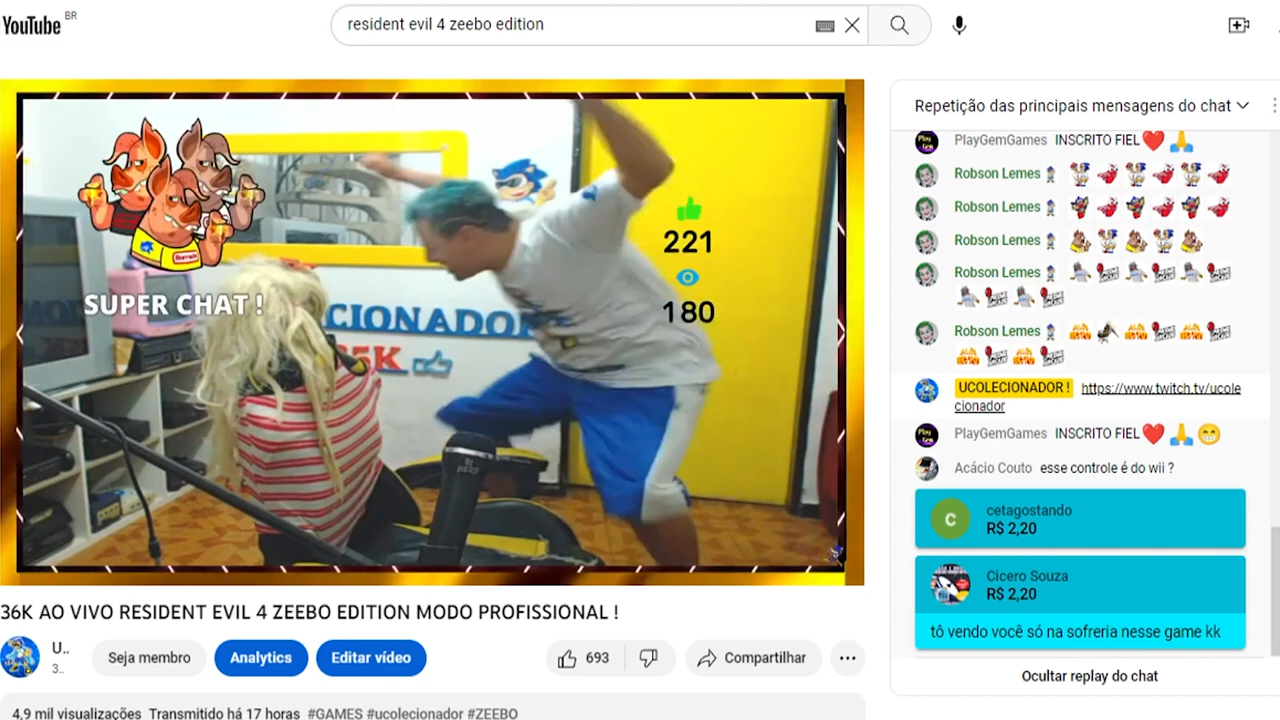 YouTube BR
resident evil 4 zeebo edition
SUPER CHAT !
221
180
CIONADOR
35K
Repetição das principais mensagens do chat
PlayGemGames INSCRITO FIEL❤️🙏
Robson Lemes
Robson Lemes
Robson Lemes
Robson Lemes
Robson Lemes
UCOLECIONADOR ! https://www.twitch.tv/ucole
cionador
PlayGemGames INSCRITO FIEL❤️🙏😁
Acácio Couto esse controle é do wii ?
C
cetagostando
R$ 2,20
Cicero Souza
R$ 2,20
tô vendo você só na sofreria nesse game kk
Ocultar replay do chat
36K AO VIVO RESIDENT EVIL 4 ZEEBO EDITION MODO PROFISSIONAL !
U..
3..
Seja membro
Analytics
Editar vídeo
693
Compartilhar
4,9 mil visualizações Transmitido há 17 horas #GAMES #ucolecionador #ZEEBO